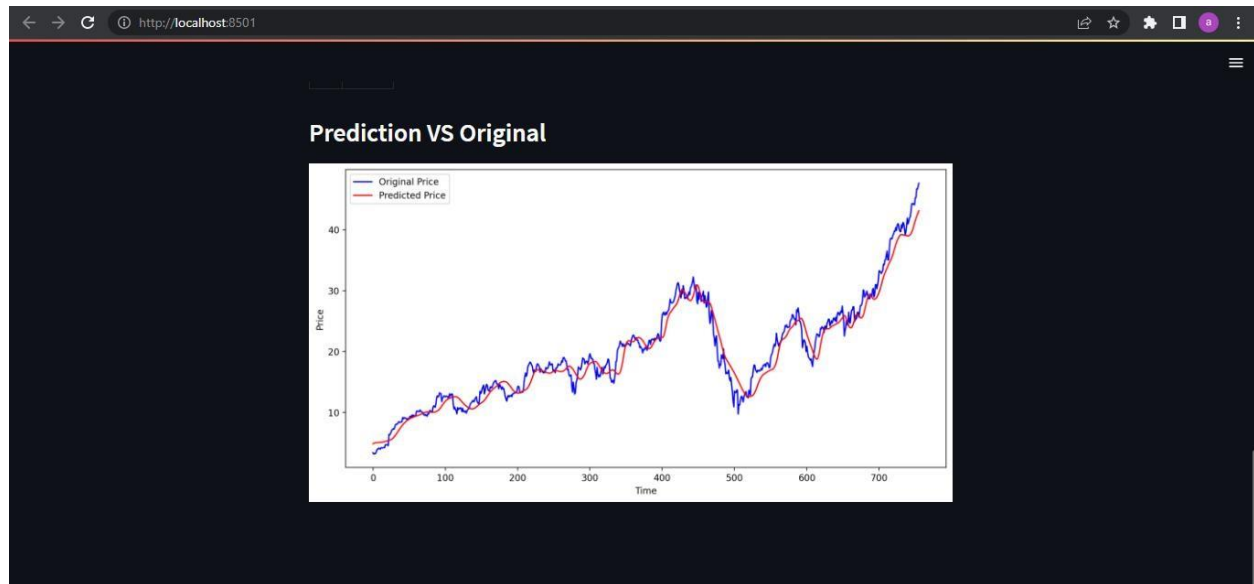 http://localhost:8501
a
Prediction VS Original
Original Price
Predicted Price
40
30
20
10
Price
0 100 200 300 400 500 600 700
Time